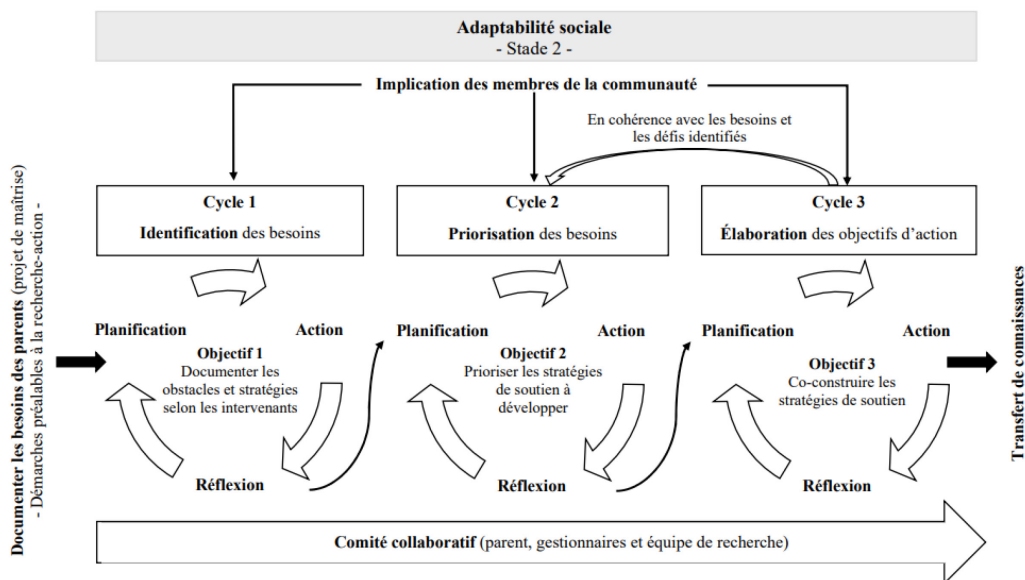 Adaptabilité sociale
- Stade 2 -
Implication des membres de la communauté
En cohérence avec les besoins et
les défis identifiés
Documenter les besoins des parents (projet de maîtrise)
- Démarches préalables à la recherche-action -
Cycle 1
Identification des besoins
Cycle 2
Priorisation des besoins
Cycle 3
Élaboration des objectifs d’action
Planification
Action
Objectif 1
Documenter les
obstacles et stratégies
selon les intervenants
Réflexion
Planification
Action
Objectif 2
Prioriser les stratégies
de soutien à
développer
Réflexion
Planification
Action
Objectif 3
Co-construire les
stratégies de soutien
Réflexion
Transfert de connaissances
Comité collaboratif (parent, gestionnaires et équipe de recherche)